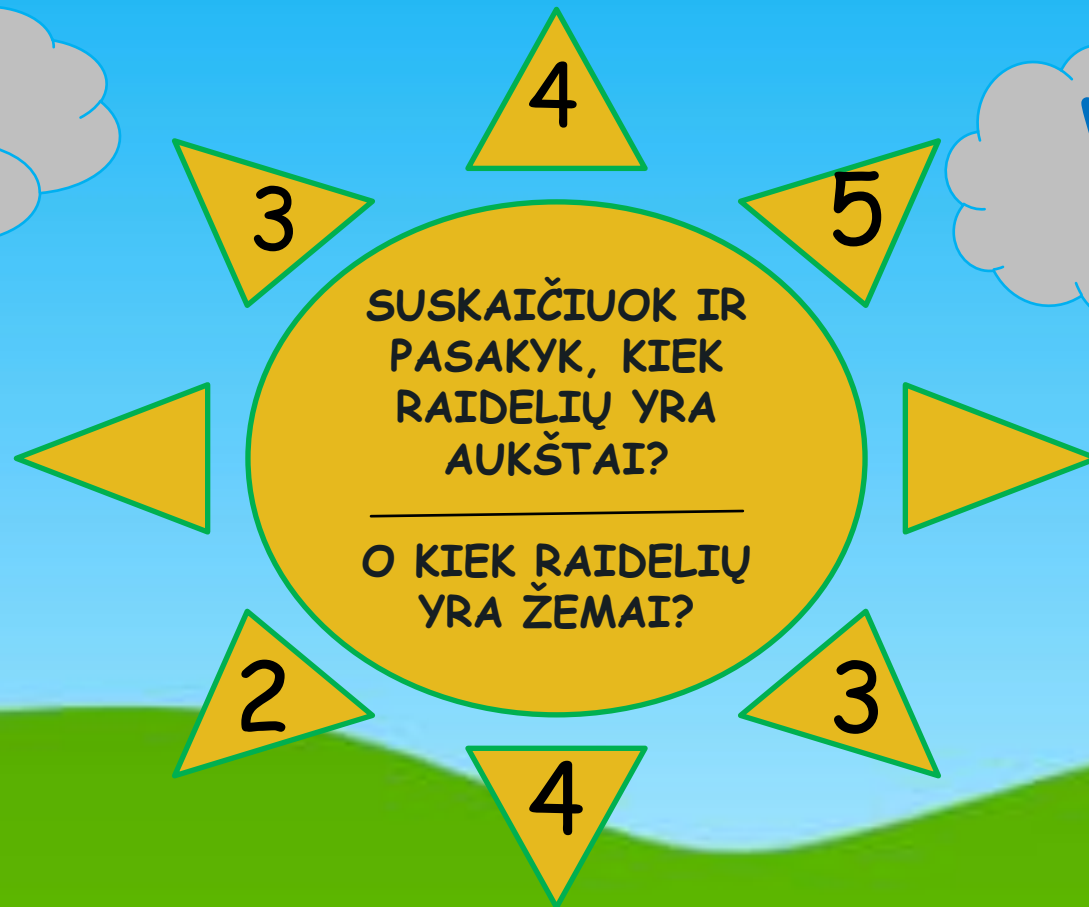 4
3
5
SUSKAIČIUOK IR
PASAKYK, KIEK
RAIDELIŲ YRA
AUKŠTAI?
O KIEK RAIDELIŲ
YRA ŽEMAI?
2
3
4